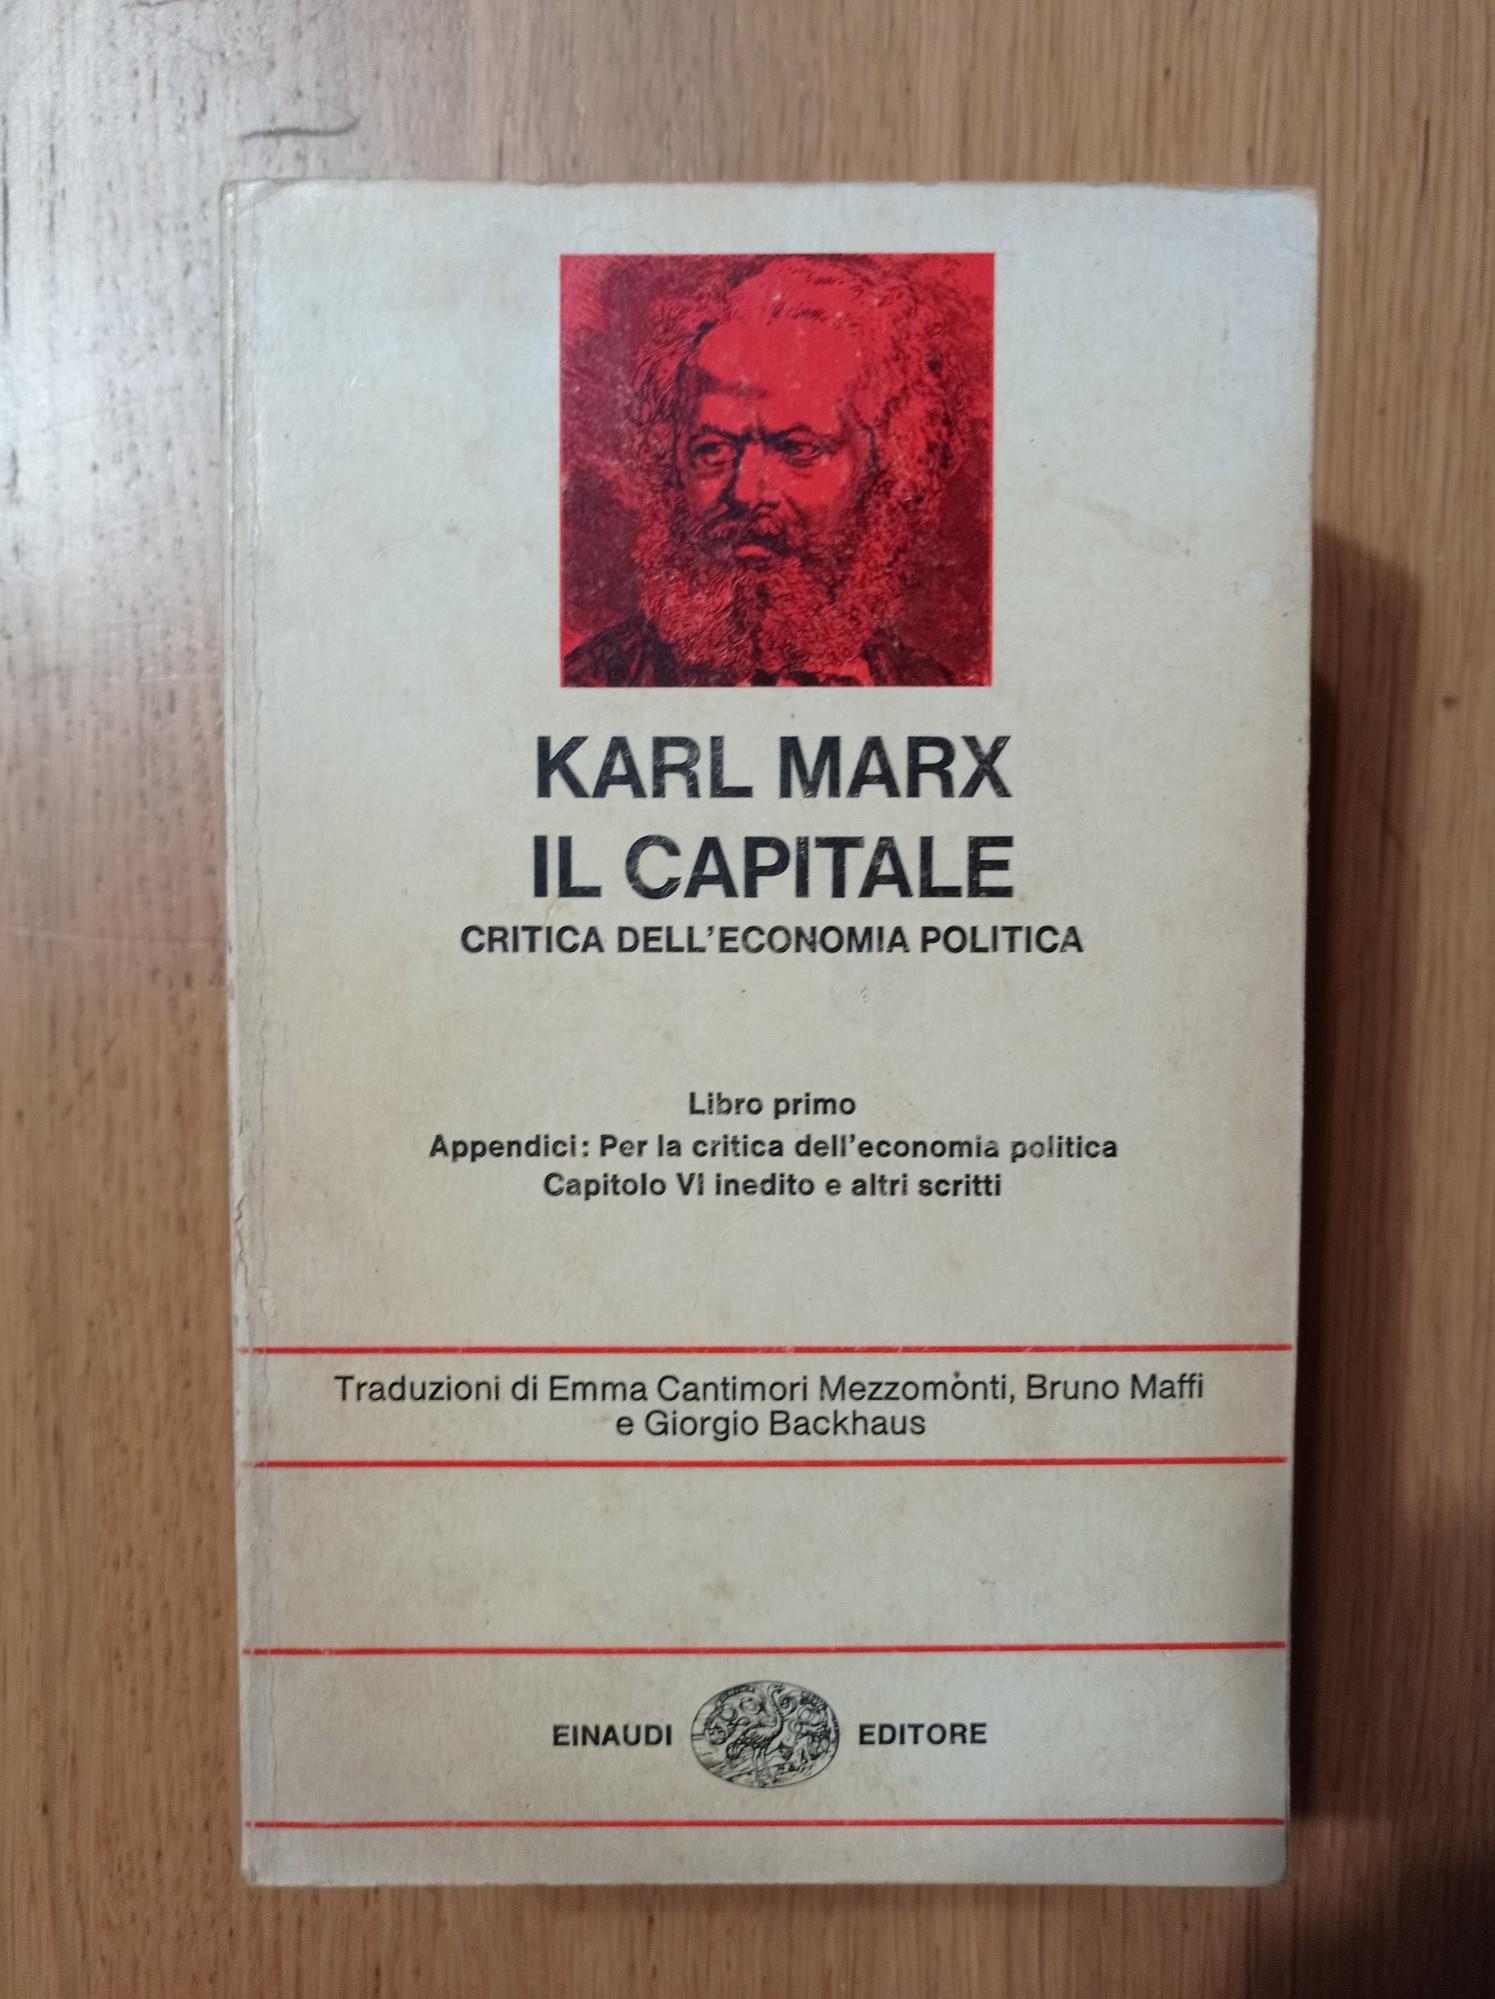 KARL MARX
IL CAPITALE
CRITICA DELL'ECONOMIA POLITICA
Libro primo
Appendici: Per la critica dell'economia politica
Capitolo VI inedito e altri scritti
Traduzioni di Emma Cantimori Mezzomonti, Bruno Maffi
e Giorgio Backhaus
EINAUDI EDITORE